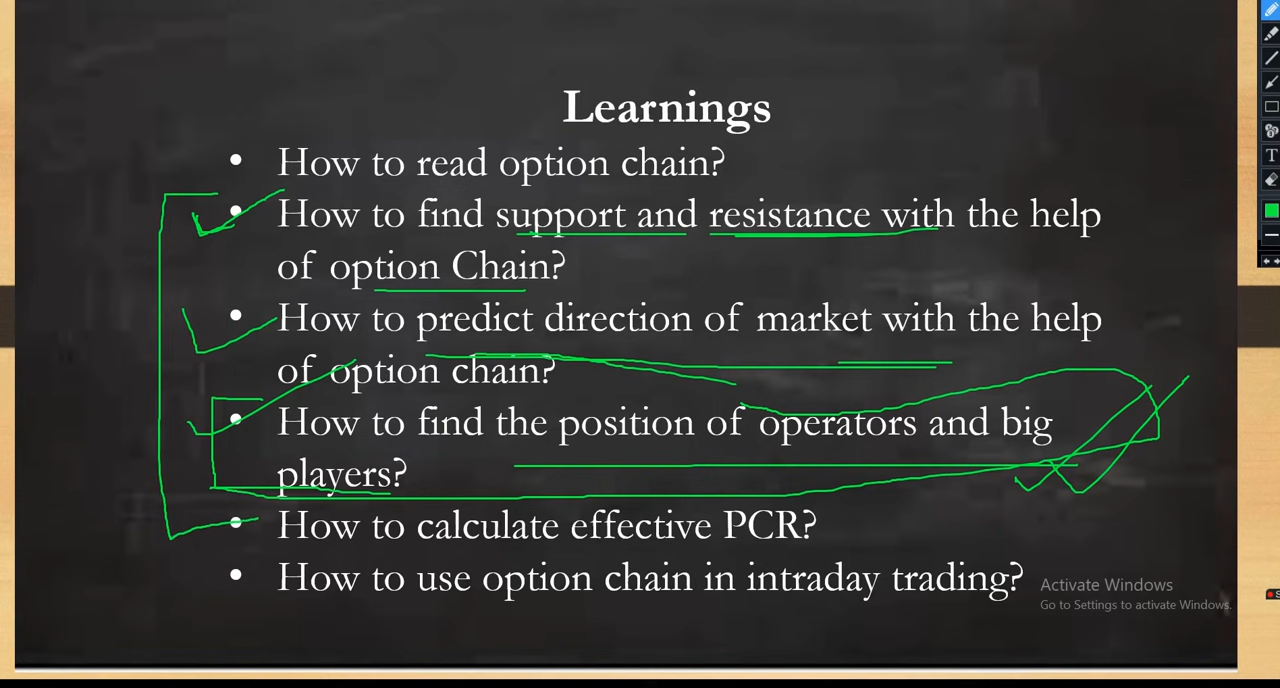 Learnings
• How to read option chain?
• How to find support and resistance with the help
of option Chain?
• How to predict direction of market with the help
of option chain?
• How to find the position of operators and big
players?
• How to calculate effective PCR?
• How to use option chain in intraday trading?
Activate Windows
Go to Settings to activate Windows.
T
S